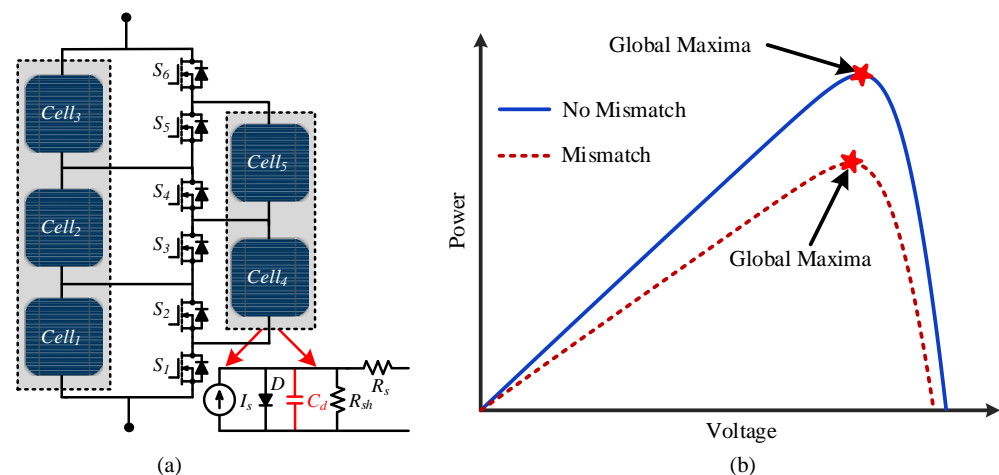 S6
Cell3
S5
Cell5
S4
Cell2
S3
Cell4
S2
Cell1
S1
Is
D
Cd
Rsh
Rs
(a)
Global Maxima
No Mismatch
Mismatch
Global Maxima
Power
Voltage
(b)